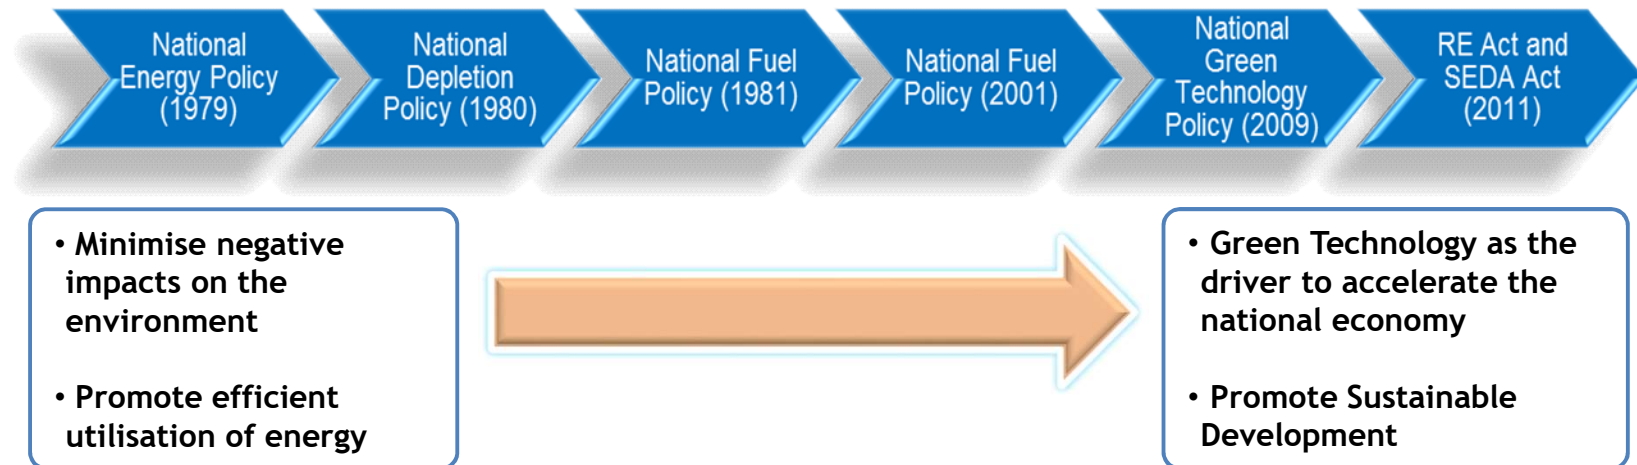 National
Energy Policy
(1979)
National
Depletion
Policy (1980)
National Fuel
Policy (1981)
National Fuel
Policy (2001)
National
Green
Technology
Policy (2009)
RE Act and
SEDA Act
(2011)
• Minimise negative
impacts on the
environment
• Promote efficient
utilisation of energy
• Green Technology as the
driver to accelerate the
national economy
• Promote Sustainable
Development